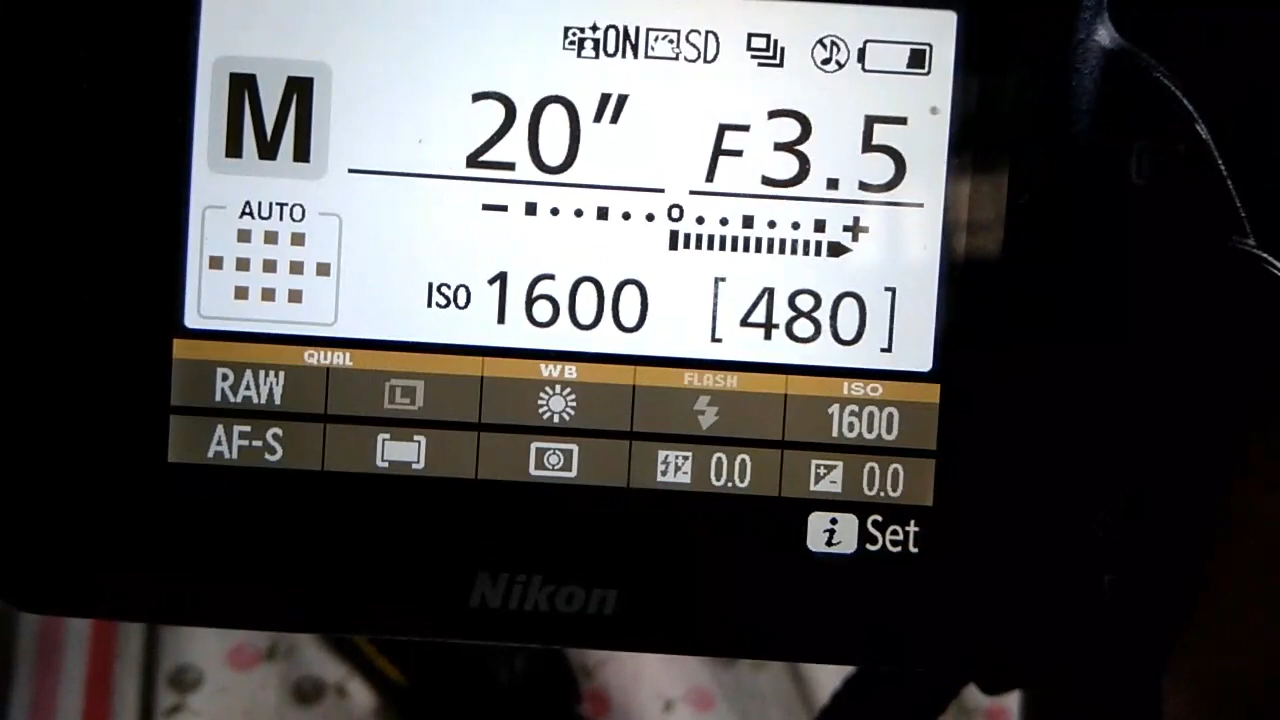 ON SD
M 20" F3.5
AUTO
- 0 +
ISO 1600 [480]
QUAL WB FLASH ISO
RAW L 1600
AF-S 0.0 0.0
i Set
Nikon